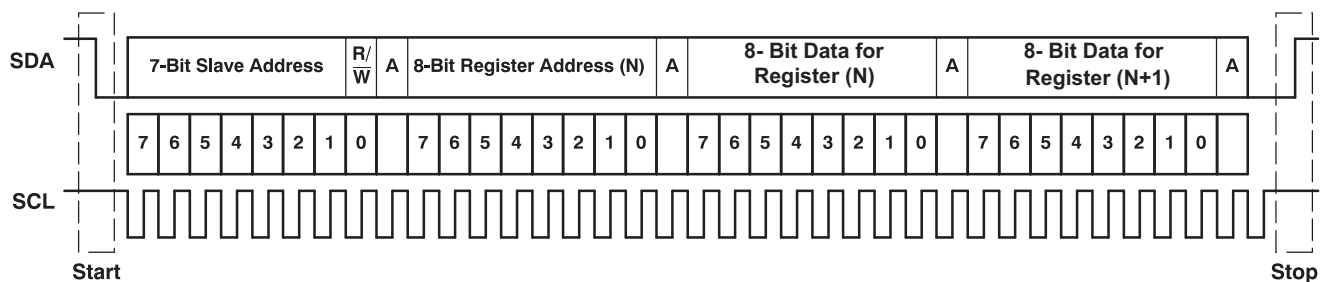 SDA
7-Bit Slave Address
R/
W
A
8-Bit Register Address (N)
A
8- Bit Data for
Register (N)
A
8- Bit Data for
Register (N+1)
A
7 6 5 4 3 2 1 0 7 6 5 4 3 2 1 0 7 6 5 4 3 2 1 0 7 6 5 4 3 2 1 0
SCL
Start
Stop